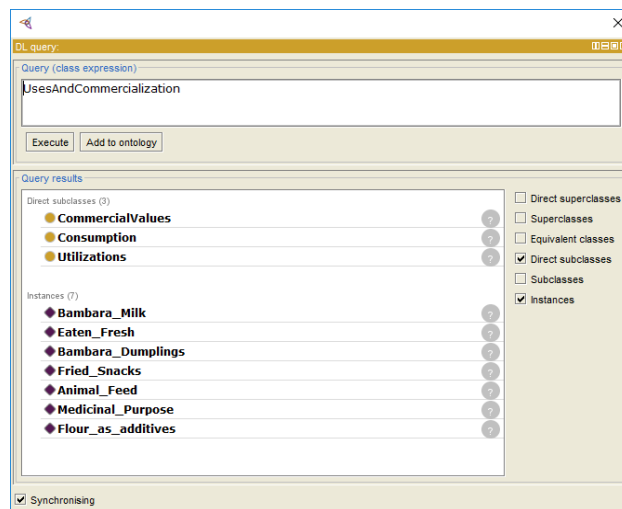 DL query:
Query (class expression)
UsesAndCommercialization
Execute Add to ontology
Query results
Direct subclasses (3)
CommercialValues ?
Consumption ?
Utilizations ?
Instances (7)
Bambara_Milk ?
Eaten_Fresh ?
Bambara_Dumplings ?
Fried_Snacks ?
Animal_Feed ?
Medicinal_Purpose ?
Flour_as_additives ?
Direct superclasses
Superclasses
Equivalent classes
Direct subclasses
Subclasses
Instances
Synchronising